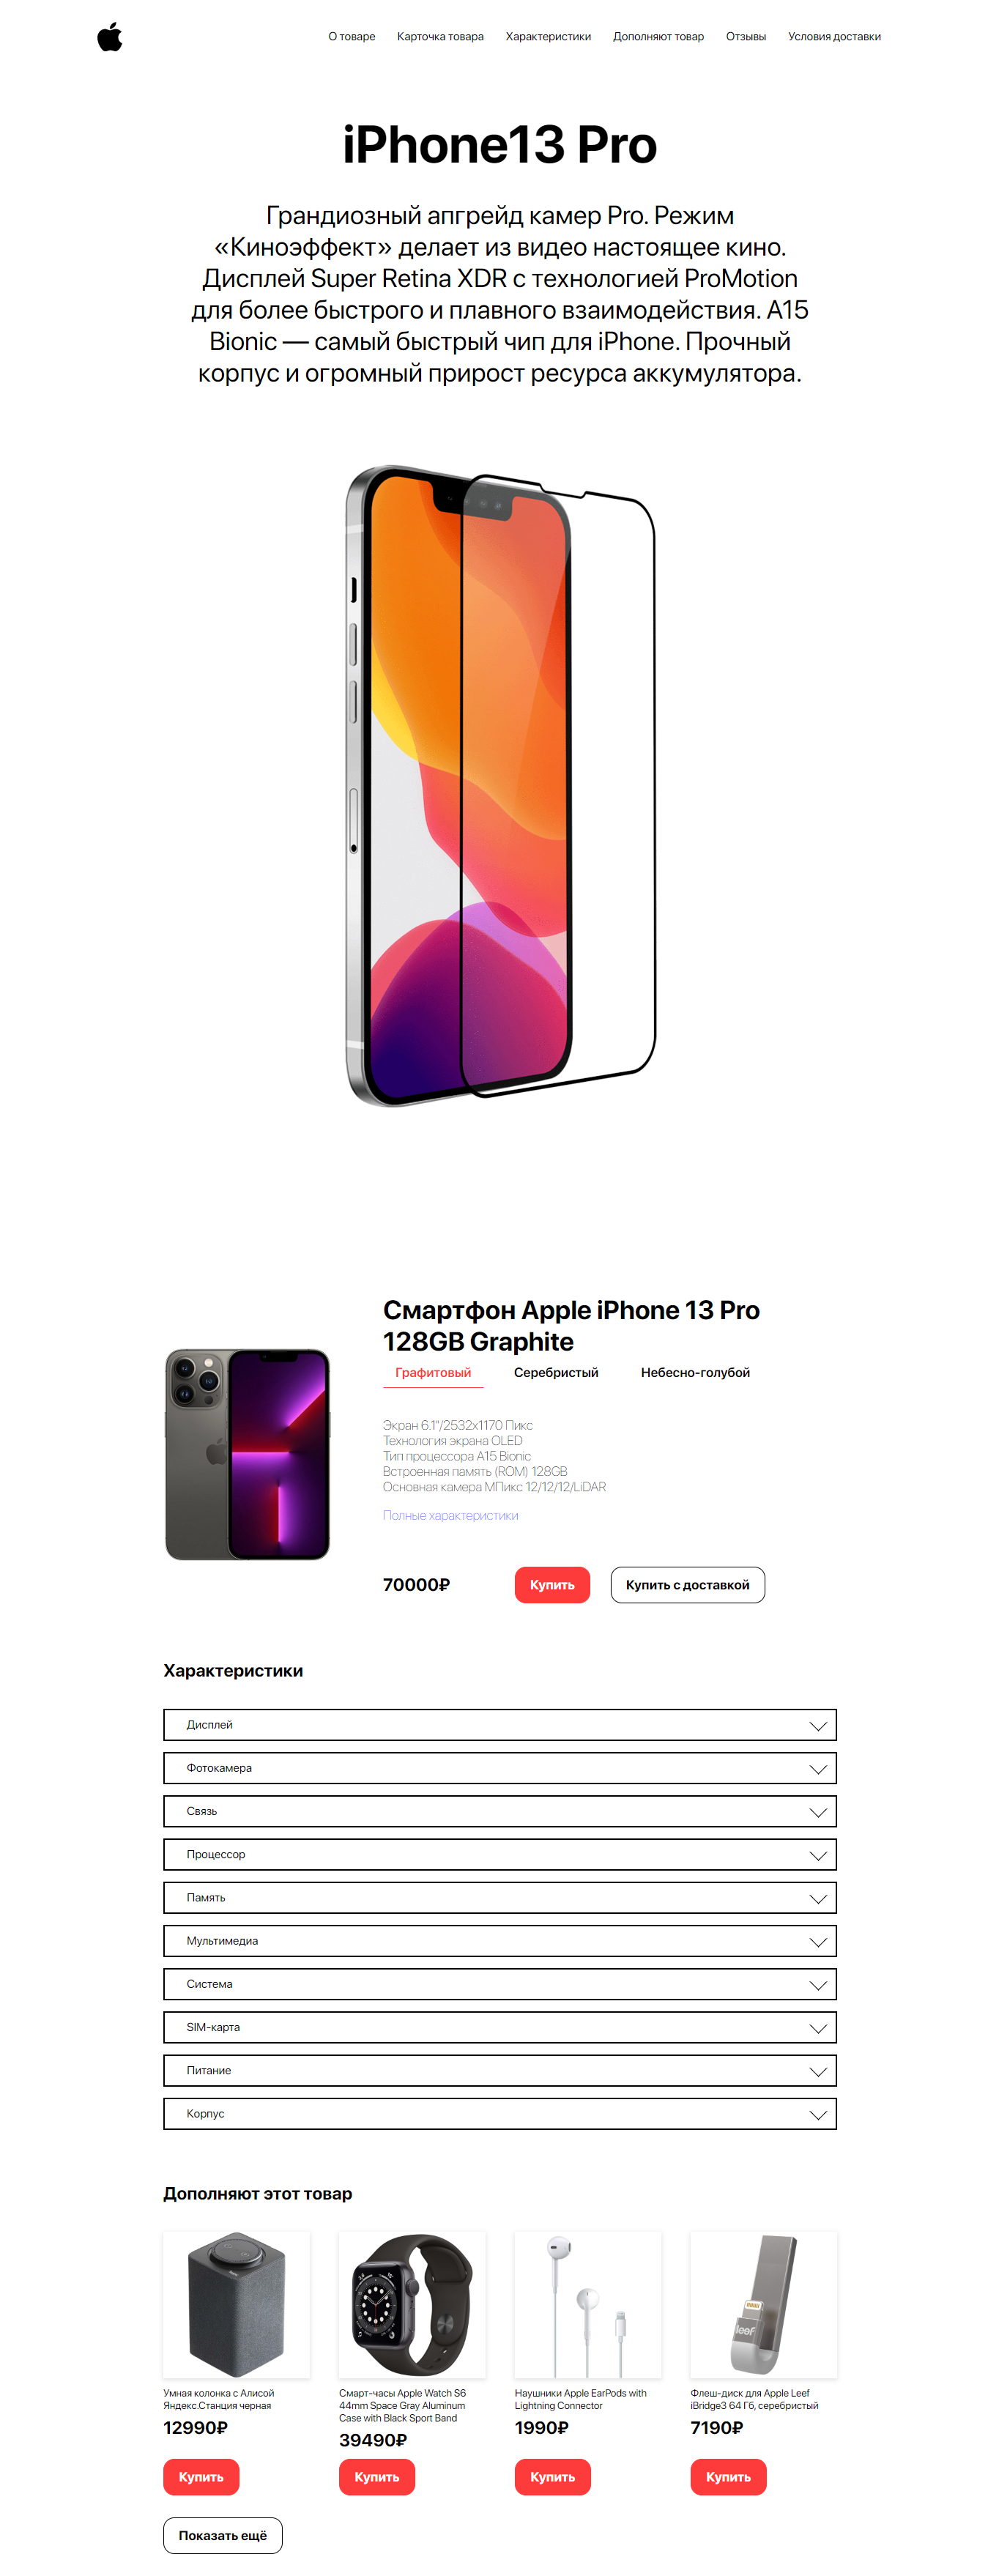 О товаре Карточка товара Характеристики Дополняют товар Отзывы Условия доставки
iPhone13 Pro
Грандиозный апгрейд камер Pro. Режим
«Киноэффект» делает из видео настоящее кино.
Дисплей Super Retina XDR с технологией ProMotion
для более быстрого и плавного взаимодействия. A15
Bionic — самый быстрый чип для iPhone. Прочный
корпус и огромный прирост ресурса аккумулятора.
Смартфон Apple iPhone 13 Pro
128GB Graphite
Графитовый Серебристый Небесно-голубой
Экран 6.1"/2532x1170 Пикс
Технология экрана OLED
Тип процессора A15 Bionic
Встроенная память (ROM) 128GB
Основная камера МПикс 12/12/12/LiDAR
Полные характеристики
70000₽ Купить Купить с доставкой
Характеристики
Дисплей
Фотокамера
Связь
Процессор
Память
Мультимедиа
Система
SIM-карта
Питание
Корпус
Дополняют этот товар
leef
Умная колонка с Алисой
Яндекс.Станция черная
12990₽
Купить
Смарт-часы Apple Watch S6
44mm Space Gray Aluminum
Case with Black Sport Band
39490₽
Купить
Наушники Apple EarPods with
Lightning Connector
1990₽
Купить
Флеш-диск для Apple Leef
iBridge3 64 Гб, серебристый
7190₽
Купить
Показать ещё